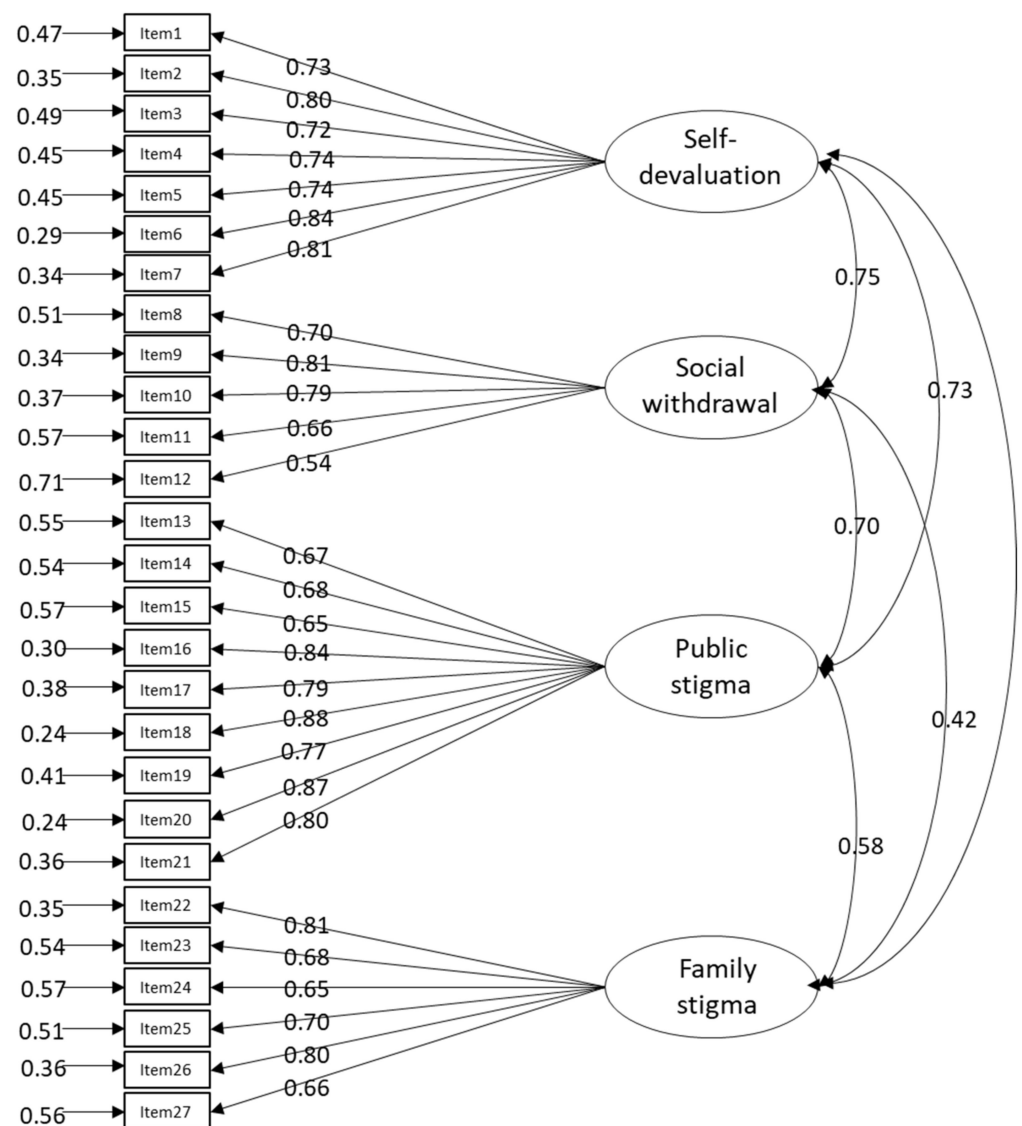 0.47 Item1 0.73
0.35 Item2 0.80
0.49 Item3 0.72
0.45 Item4 0.74
0.45 Item5 0.74
0.29 Item6 0.84
0.34 Item7 0.81
Self-
devaluation
0.75
0.51 Item8 0.70
0.34 Item9 0.81
0.37 Item10 0.79
0.57 Item11 0.66
0.71 Item12 0.54
Social
withdrawal
0.73
0.70
0.55 Item13 0.67
0.54 Item14 0.68
0.57 Item15 0.65
0.30 Item16 0.84
0.38 Item17 0.79
0.24 Item18 0.88
0.41 Item19 0.77
0.24 Item20 0.87
0.36 Item21 0.80
Public
stigma
0.42
0.58
0.35 Item22 0.81
0.54 Item23 0.68
0.57 Item24 0.65
0.51 Item25 0.70
0.36 Item26 0.80
0.56 Item27 0.66
Family
stigma